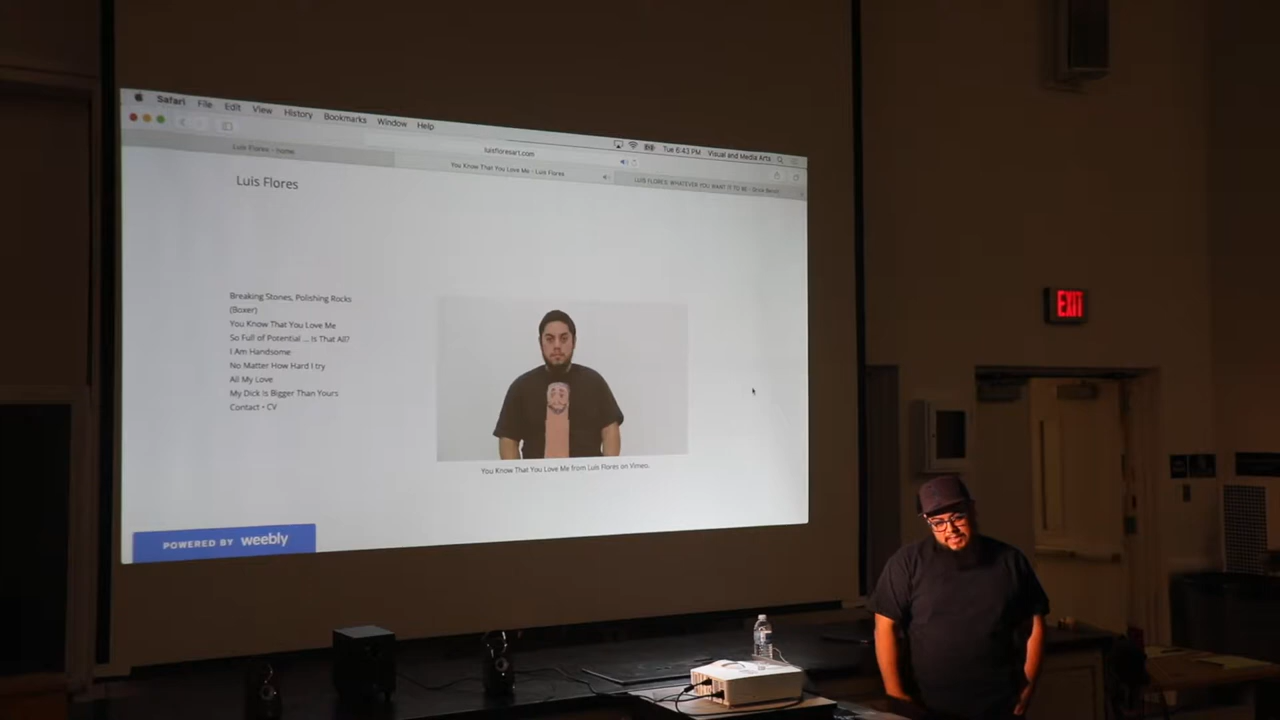 Safari File Edit View History Bookmarks Window Help
Tue 6:43 PM Visual and Media Arts
luisfloresart.com
Luis Flores - home
You Know That You Love Me - Luis Flores
LUIS FLORES: WHATEVER YOU WANT IT TO BE -
Luis Flores
Breaking Stones, Polishing Rocks
(Boxer)
You Know That You Love Me
So Full of Potential ... Is That All?
I Am Handsome
No Matter How Hard I try
All My Love
My Dick Is Bigger Than Yours
Contact • CV
You Know That You Love Me from Luis Flores on Vimeo.
POWERED BY weebly
EXIT